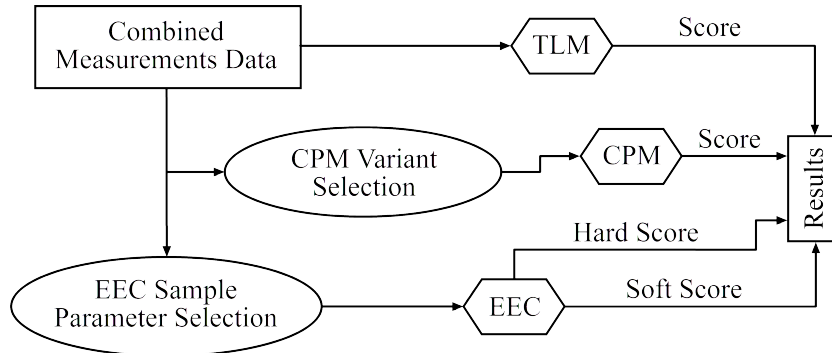 Combined
Measurements Data
TLM
Score
CPM Variant
Selection
CPM
Score
Results
Hard Score
EEC Sample
Parameter Selection
EEC
Soft Score